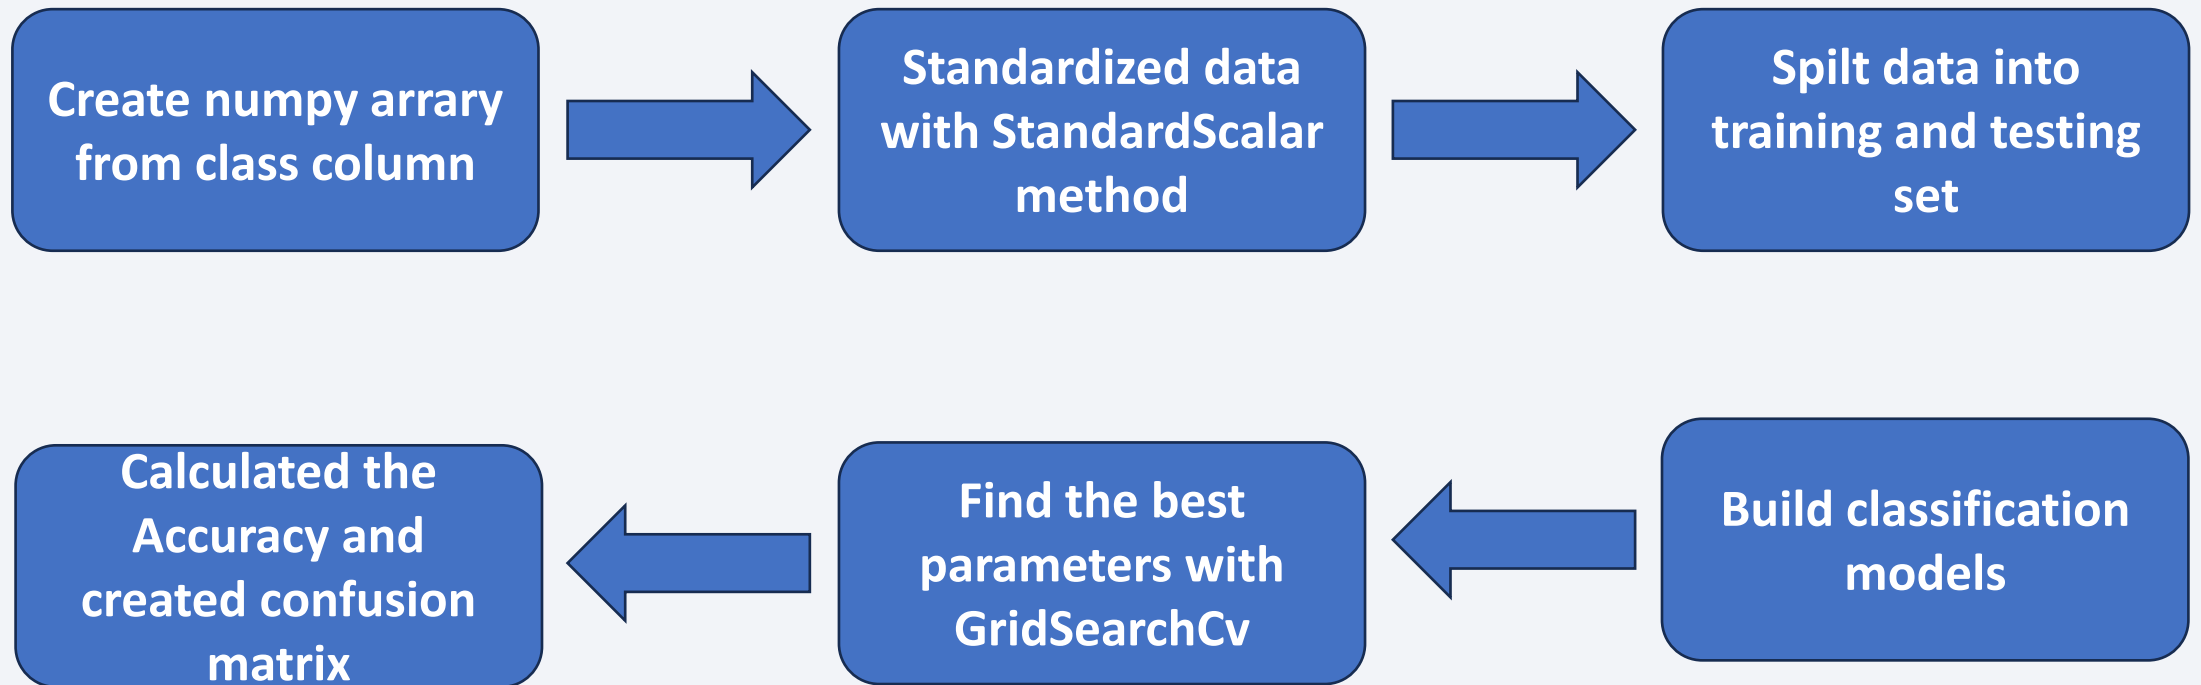 Create numpy arrary
from class column
Standardized data
with StandardScalar
method
Spilt data into
training and testing
set
Build classification
models
Find the best
parameters with
GridSearchCv
Calculated the
Accuracy and
created confusion
matrix